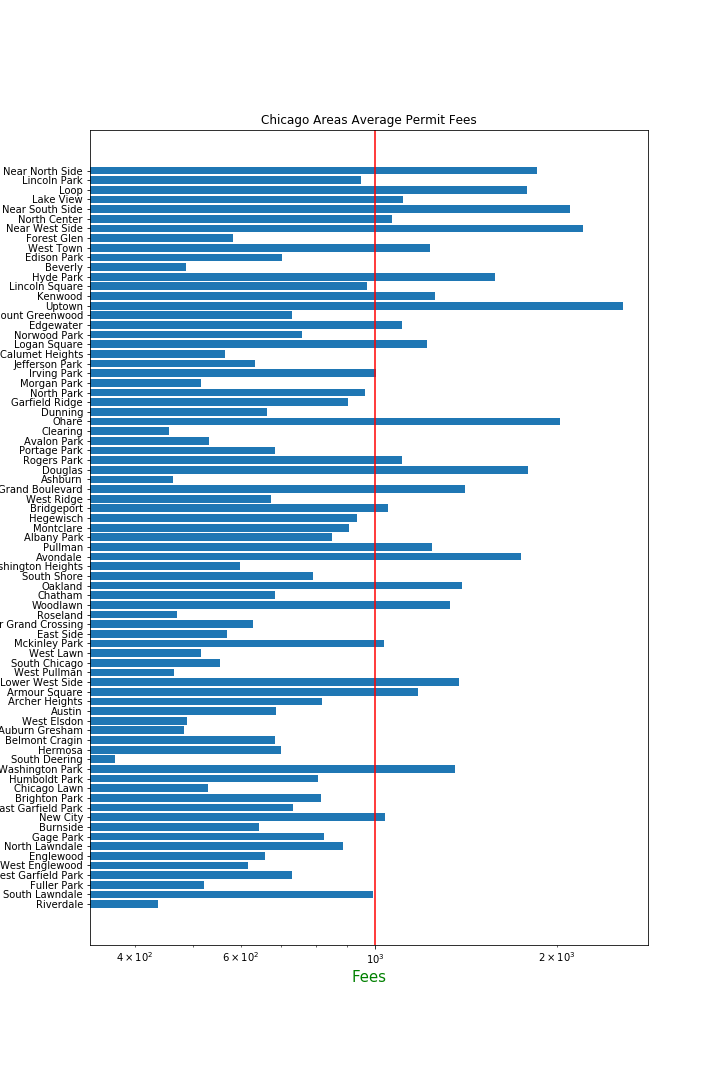 Chicago Areas Average Permit Fees
Near North Side
Lincoln Park
Loop
Lake View
Near South Side
North Center
Near West Side
Forest Glen
West Town
Edison Park
Beverly
Hyde Park
Lincoln Square
Kenwood
Uptown
ount Greenwood
Edgewater
Norwood Park
Logan Square
Calumet Heights
Jefferson Park
Irving Park
Morgan Park
North Park
Garfield Ridge
Dunning
Ohare
Clearing
Avalon Park
Portage Park
Rogers Park
Douglas
Ashburn
Grand Boulevard
West Ridge
Bridgeport
Hegewisch
Montclare
Albany Park
Pullman
Avondale
shington Heights
South Shore
Oakland
Chatham
Woodlawn
Roseland
r Grand Crossing
East Side
Mckinley Park
West Lawn
South Chicago
West Pullman
Lower West Side
Armour Square
Archer Heights
Austin
West Elsdon
Auburn Gresham
Belmont Cragin
Hermosa
South Deering
Washington Park
Humboldt Park
Chicago Lawn
Brighton Park
ast Garfield Park
New City
Burnside
Gage Park
North Lawndale
Englewood
West Englewood
est Garfield Park
Fuller Park
South Lawndale
Riverdale
4 × 10² 6 × 10² 10³ 2 × 10³
Fees